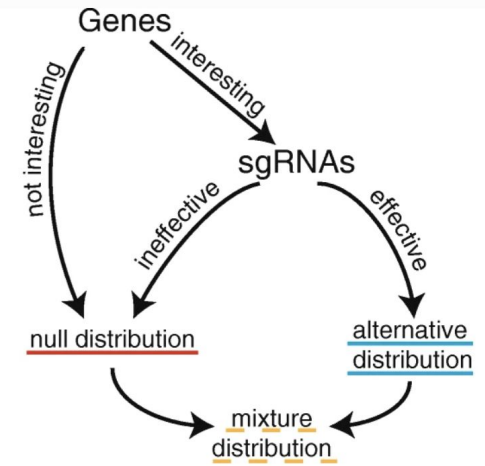 Genes
interesting
not interesting
sgRNAs
ineffective
effective
null distribution
alternative
distribution
mixture
distribution